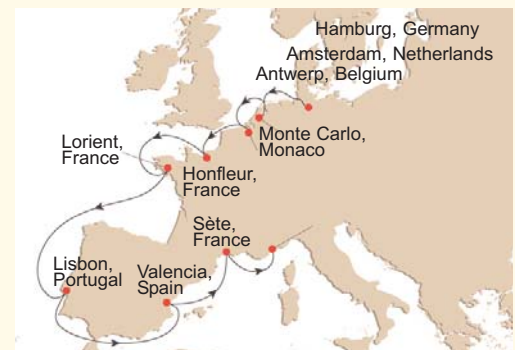 Hamburg, Germany
Amsterdam, Netherlands
Antwerp, Belgium
Monte Carlo,
Monaco
Lorient,
France
Honfleur,
France
Sète,
France
Lisbon,
Portugal
Valencia,
Spain